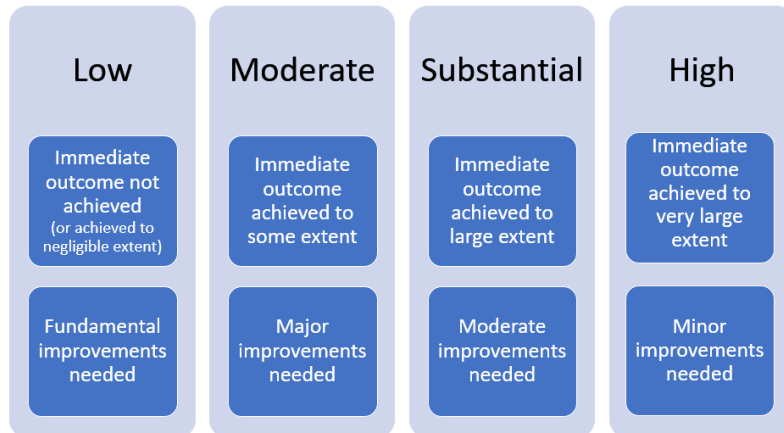 Low
Immediate
outcome not
achieved
(or achieved to
negligible extent)
Fundamental
improvements
needed
Moderate
Immediate
outcome
achieved to
some extent
Major
improvements
needed
Substantial
Immediate
outcome
achieved to
large extent
Moderate
improvements
needed
High
Immediate
outcome
achieved to
very large
extent
Minor
improvements
needed